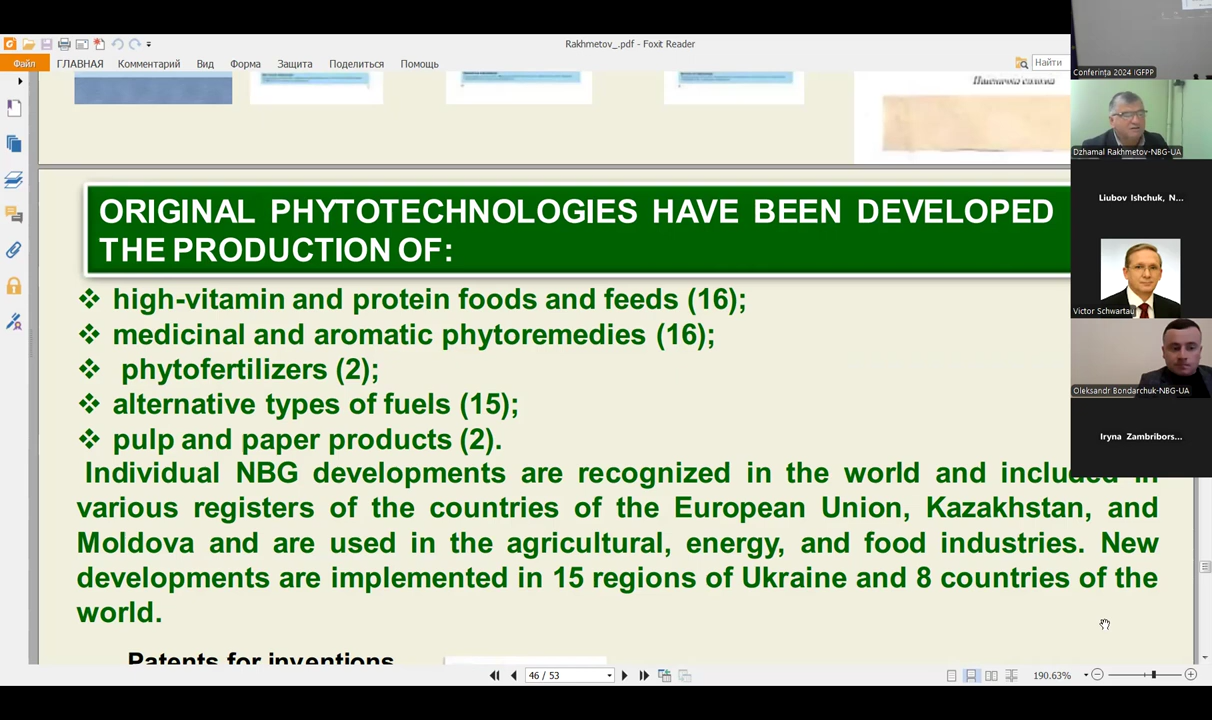 Rakhmetov_.pdf - Foxit Reader
Файл ГЛАВНАЯ Комментарий Вид Форма Защита Поделиться Помощь
Найти
Пшенична солома
ORIGINAL PHYTOTECHNOLOGIES HAVE BEEN DEVELOPED
THE PRODUCTION OF:
❖ high-vitamin and protein foods and feeds (16);
❖ medicinal and aromatic phytoremedies (16);
❖ phytofertilizers (2);
❖ alternative types of fuels (15);
❖ pulp and paper products (2).
Individual NBG developments are recognized in the world and included in
various registers of the countries of the European Union, Kazakhstan, and
Moldova and are used in the agricultural, energy, and food industries. New
developments are implemented in 15 regions of Ukraine and 8 countries of the
world.
Patents for inventions
46 / 53
190.63%
Conferința 2024 IGFPP
Dzhamal Rakhmetov-NBG-UA
Liubov Ishchuk, N...
Victor Schwartau
Oleksandr Bondarchuk-NBG-UA
Iryna Zambribors...